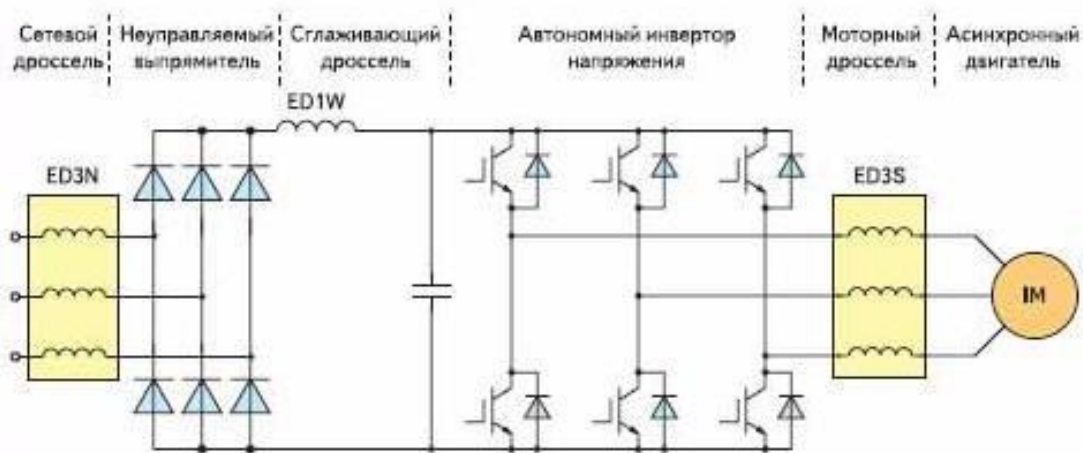 Сетевой
дроссель
Неуправляемый
выпрямитель
Сглаживающий
дроссель
Автономный инвертор
напряжения
Моторный
дроссель
Асинхронный
двигатель
ED1W
ED3N
ED3S
IM